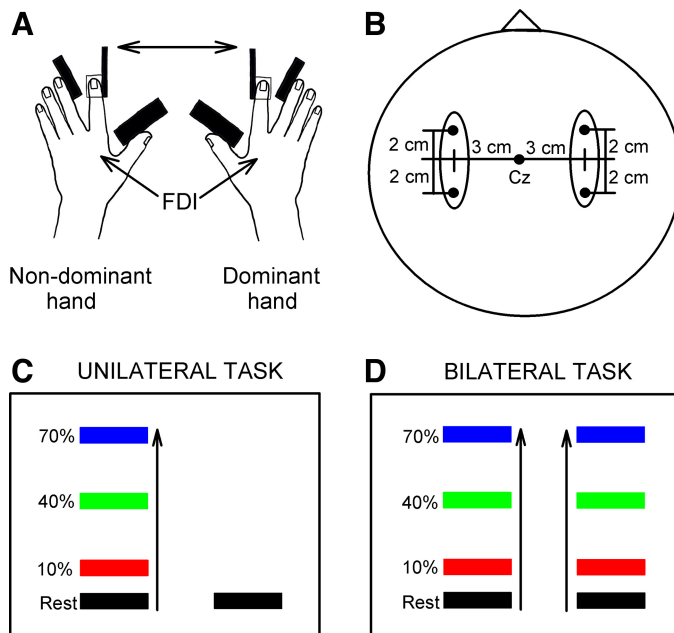 A
FDI
Non-dominant
hand
Dominant
hand
B
2 cm
3 cm
3 cm
2 cm
2 cm
Cz
2 cm
C
UNILATERAL TASK
70%
40%
10%
Rest
D
BILATERAL TASK
70%
40%
10%
Rest